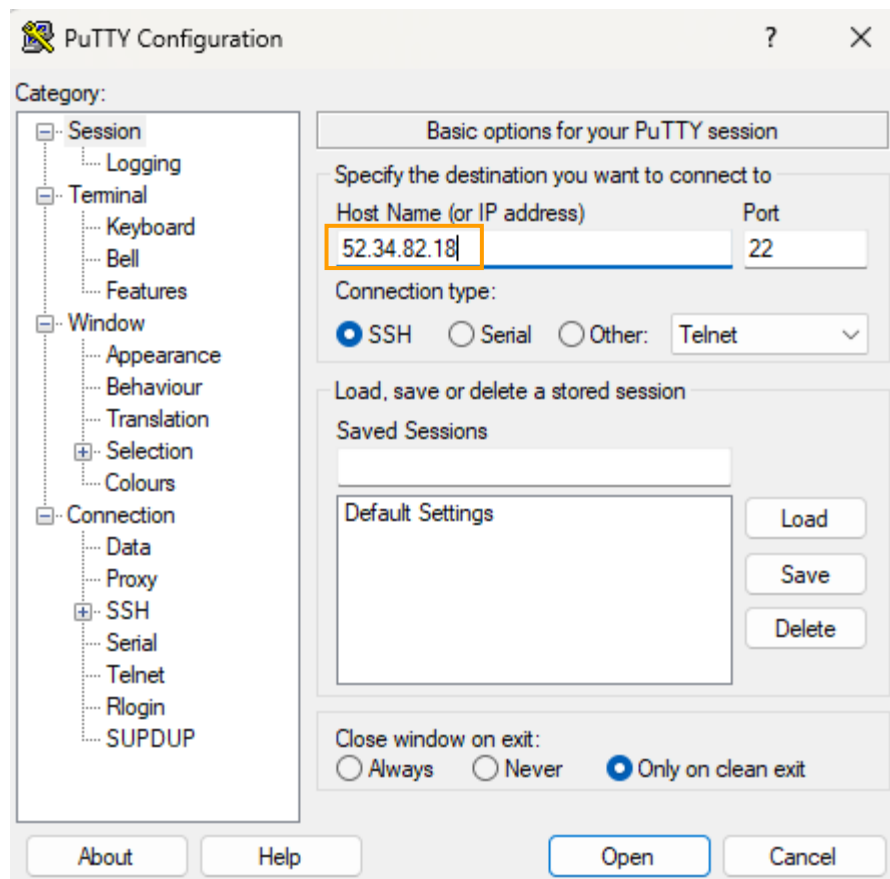 PuTTY Configuration
? ×
Category:
Session
Logging
Terminal
Keyboard
Bell
Features
Window
Appearance
Behaviour
Translation
Selection
Colours
Connection
Data
Proxy
SSH
Serial
Telnet
Rlogin
SUPDUP
Basic options for your PuTTY session
Specify the destination you want to connect to
Host Name (or IP address) Port
52.34.82.18 22
Connection type:
SSH Serial Other: Telnet
Load, save or delete a stored session
Saved Sessions
Default Settings
Load
Save
Delete
Close window on exit:
Always Never Only on clean exit
About Help Open Cancel